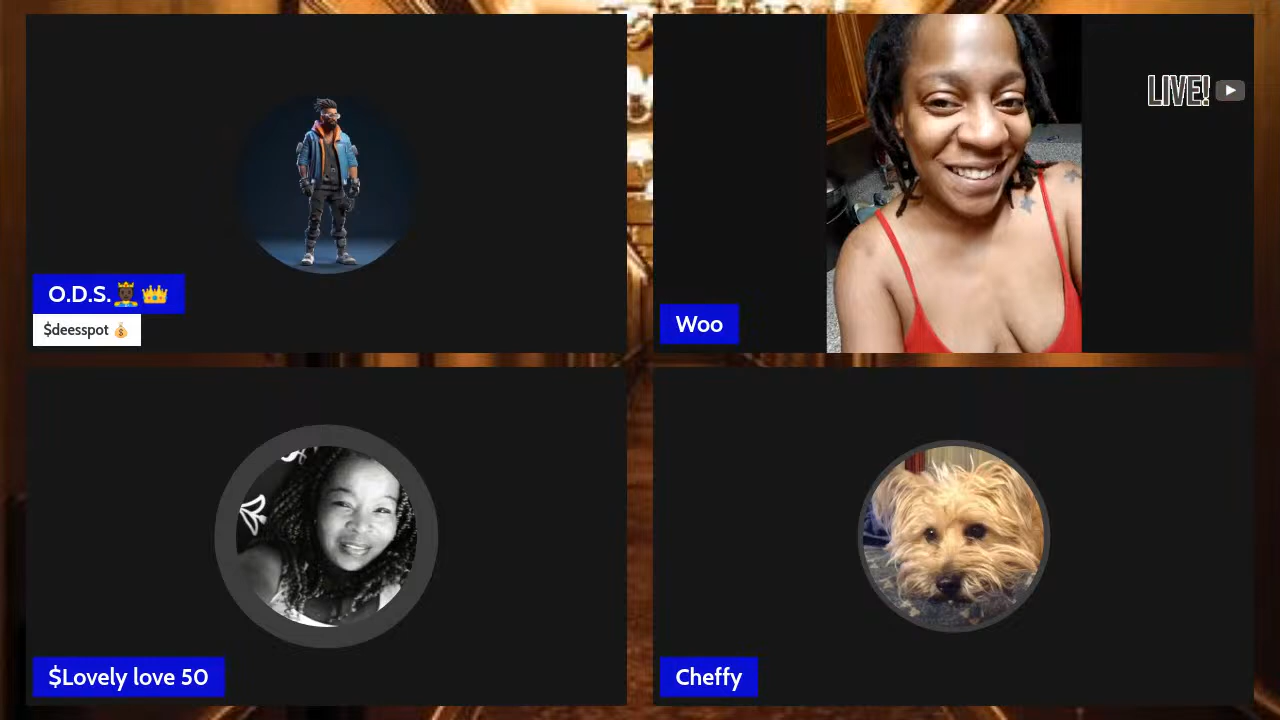 LIVE!
O.D.S.🤴🏿👑
$deesspot 💰
Woo
$Lovely love 50
Cheffy